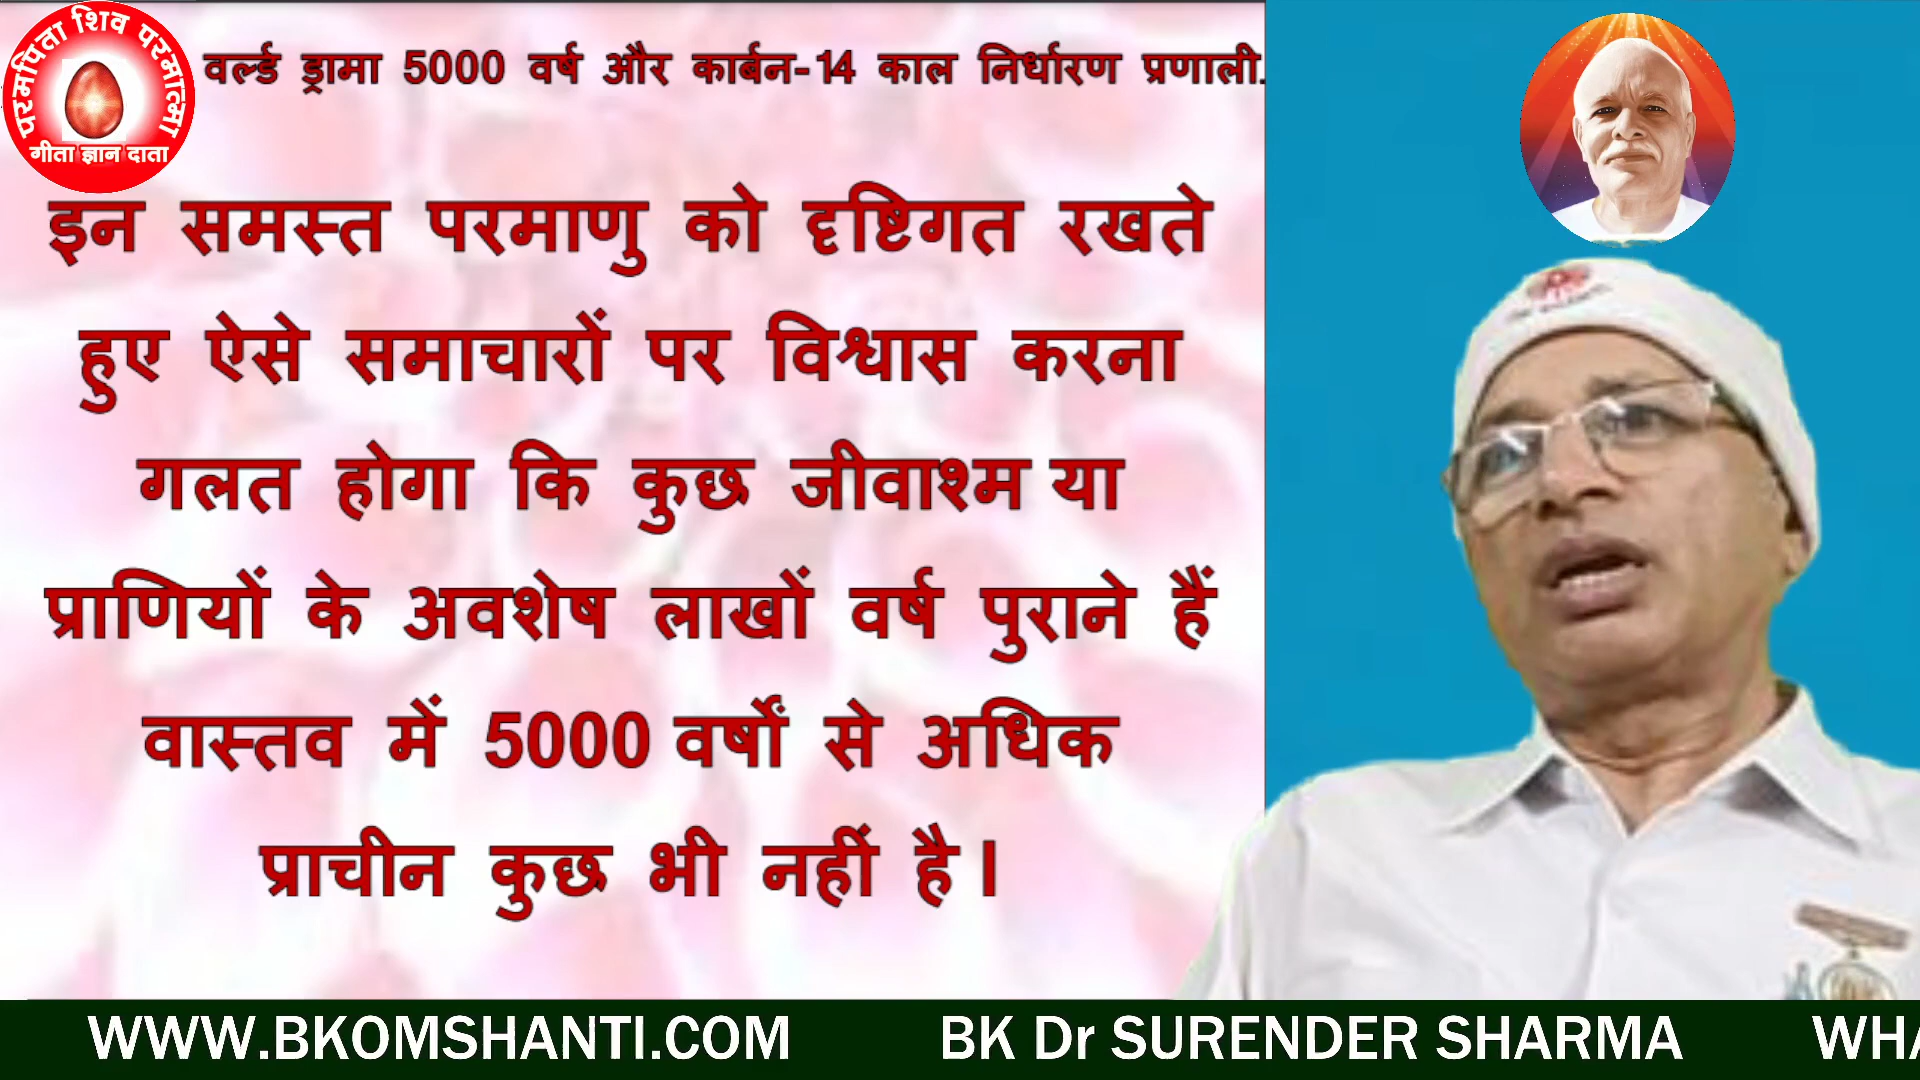 परमपिता शिव परमात्मा
गीता ज्ञान दाता
वर्ल्ड ड्रामा 5000 वर्ष और कार्बन-14 काल निर्धारण प्रणाली.
इन समस्त परमाणु को दृष्टिगत रखते
हुए ऐसे समाचारों पर विश्वास करना
गलत होगा कि कुछ जीवाश्म या
प्राणियों के अवशेष लाखों वर्ष पुराने हैं
वास्तव में 5000 वर्षों से अधिक
प्राचीन कुछ भी नहीं है।
WWW.BKOMSHANTI.COM BK Dr SURENDER SHARMA WHA